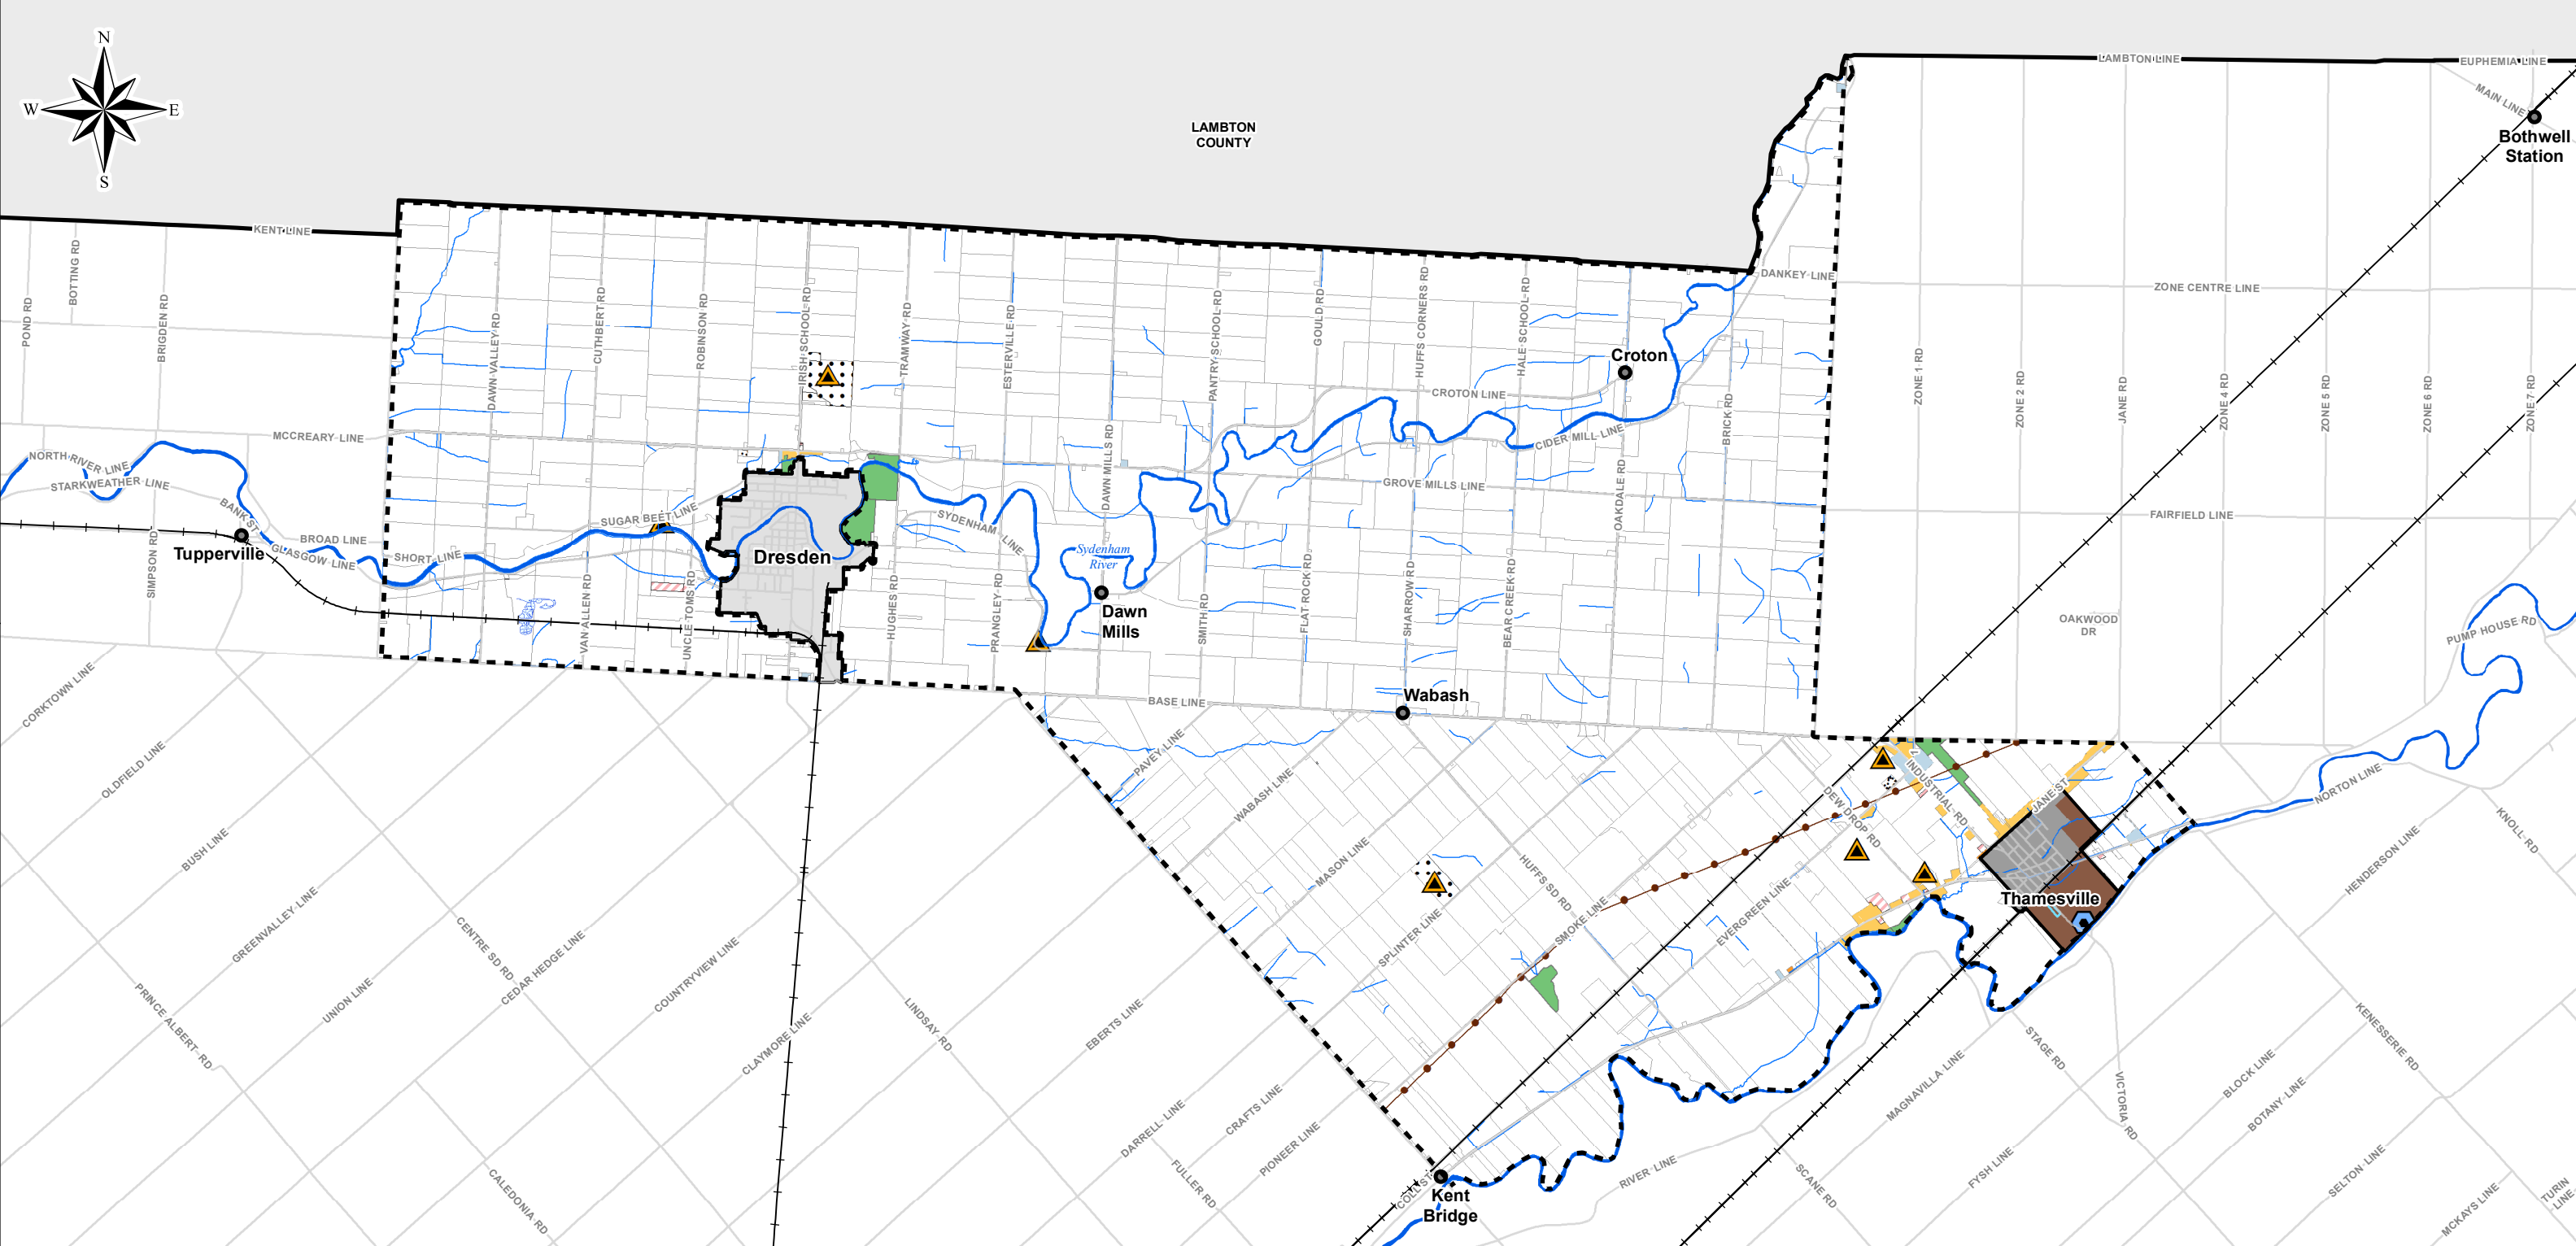 N
W
E
S
LAMBTON
COUNTY
LAMBTON LINE
EUPHEMIA LINE
MAIN LINE
Bothwell
Station
KENT LINE
DANKEY LINE
ZONE CENTRE LINE
POND RD
BOTTING RD
BRIGDEN RD
DAWN VALLEY RD
CUTHBERT RD
ROBINSON RD
IRISH SCHOOL RD
TRAMWAY RD
ESTERVILLE RD
PANTRY SCHOOL RD
GOULD RD
HUFFS CORNERS RD
HALE SCHOOL RD
Croton
CROTON LINE
BRICK RD
ZONE 1 RD
ZONE 2 RD
JANE RD
ZONE 4 RD
ZONE 5 RD
ZONE 6 RD
ZONE 7 RD
MCCREARY LINE
CIDER MILL LINE
NORTH RIVER LINE
STARKWEATHER LINE
DAWN MILLS RD
GROVE MILLS LINE
OAKDALE RD
FAIRFIELD LINE
BANK ST
SUGAR BEET LINE
SYDENHAM LINE
BROAD LINE
Tupperville
GLASGOW LINE
SHORT LINE
Dresden
Sydenham
River
SIMPSON RD
VAN ALLEN RD
UNCLE TOMS RD
HUGHES RD
PRANGLEY RD
Dawn
Mills
SMITH RD
FLAT ROCK RD
SHARROW RD
BEAR CREEK RD
OAKWOOD
DR
PUMP HOUSE RD
CORKTOWN LINE
BASE LINE
Wabash
OLDFIELD LINE
PAVEY LINE
WABASH LINE
INDUSTRIAL RD
DEW DROP RD
JANE ST
NORTON LINE
BUSH LINE
MASON LINE
HUFFS SD RD
KNOLL RD
HENDERSON LINE
GREENVALLEY LINE
CENTRE SD RD
CEDAR HEDGE LINE
COUNTRYVIEW LINE
SPLINTER LINE
SMOKE LINE
EVERGREEN LINE
Thamesville
PRINCE ALBERT RD
UNION LINE
CLAYMORE LINE
LINDSAY RD
EBERTS LINE
STAGE RD
KENESSERIE RD
MAGNAVILLA LINE
VICTORIA RD
BLOCK LINE
BOTANY LINE
DARRELL LINE
CRAFTS LINE
PIONEER LINE
FULLER RD
CALEDONIA RD
RIVER LINE
SCANE RD
FYSH LINE
SELTON LINE
MCKAYS LINE
TURIN
LINE
Kent
Bridge